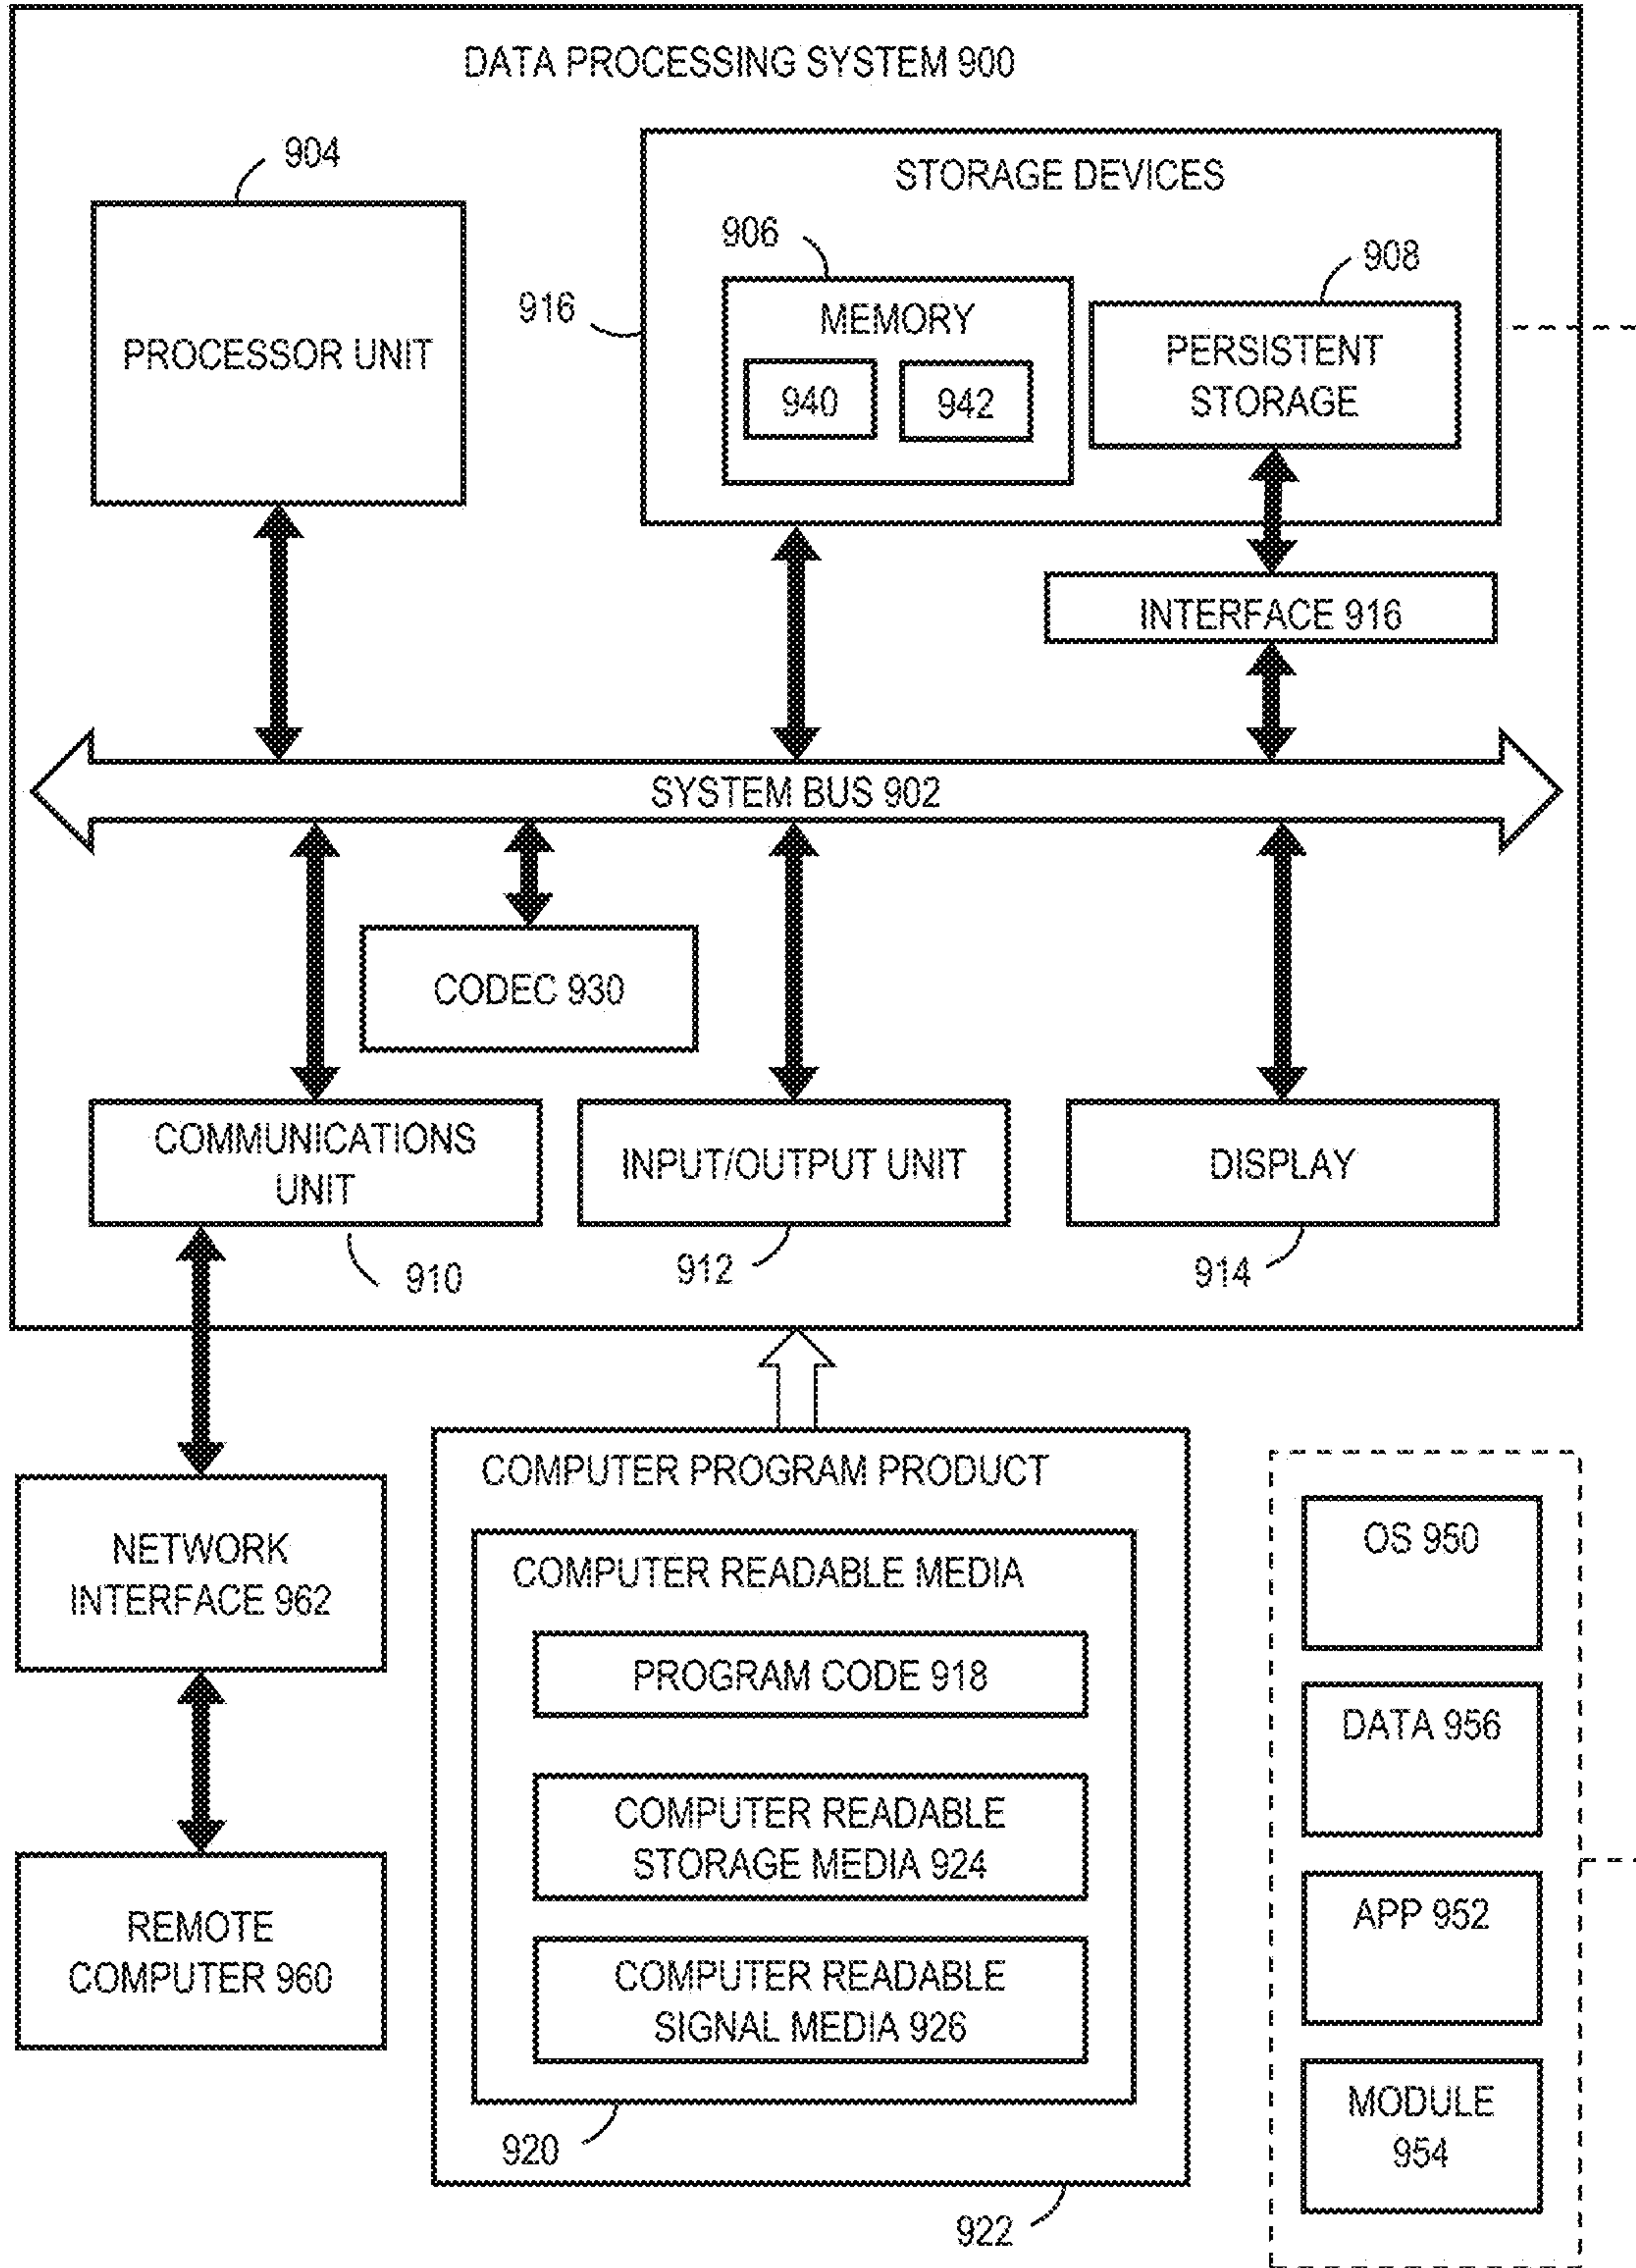 DATA PROCESSING SYSTEM 900
904
PROCESSOR UNIT
STORAGE DEVICES
906
908
916
MEMORY
940
942
PERSISTENT
STORAGE
INTERFACE 916
SYSTEM BUS 902
CODEC 930
COMMUNICATIONS
UNIT
INPUT/OUTPUT UNIT
DISPLAY
910
912
914
NETWORK
INTERFACE 962
REMOTE
COMPUTER 960
COMPUTER PROGRAM PRODUCT
COMPUTER READABLE MEDIA
PROGRAM CODE 918
COMPUTER READABLE
STORAGE MEDIA 924
COMPUTER READABLE
SIGNAL MEDIA 926
920
922
OS 950
DATA 956
APP 952
MODULE
954